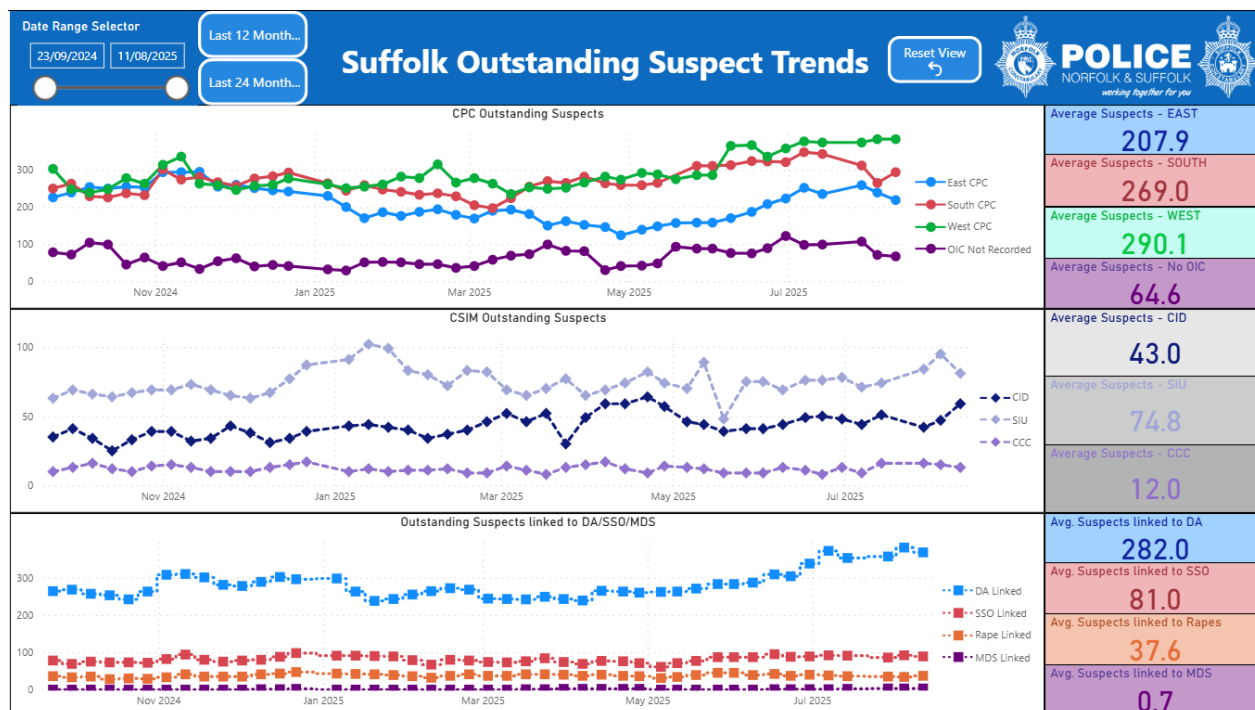 Date Range Selector
23/09/2024
11/08/2025
Last 12 Month...
Last 24 Month...
Suffolk Outstanding Suspect Trends
Reset View
POLICE
NORFOLK & SUFFOLK
working together for you
CPC Outstanding Suspects
300
200
100
0
Nov 2024
Jan 2025
Mar 2025
May 2025
Jul 2025
East CPC
South CPC
West CPC
OIC Not Recorded
Average Suspects - EAST
207.9
Average Suspects - SOUTH
269.0
Average Suspects - WEST
290.1
Average Suspects - No OIC
64.6
CSIM Outstanding Suspects
100
50
0
Nov 2024
Jan 2025
Mar 2025
May 2025
Jul 2025
CID
SIU
CCC
Average Suspects - CID
43.0
Average Suspects - SIU
74.8
Average Suspects - CCC
12.0
Outstanding Suspects linked to DA/SSO/MDS
300
200
100
0
Nov 2024
Jan 2025
Mar 2025
May 2025
Jul 2025
DA Linked
SSO Linked
Rape Linked
MDS Linked
Avg. Suspects linked to DA
282.0
Avg. Suspects linked to SSO
81.0
Avg. Suspects linked to Rapes
37.6
Avg. Suspects linked to MDS
0.7